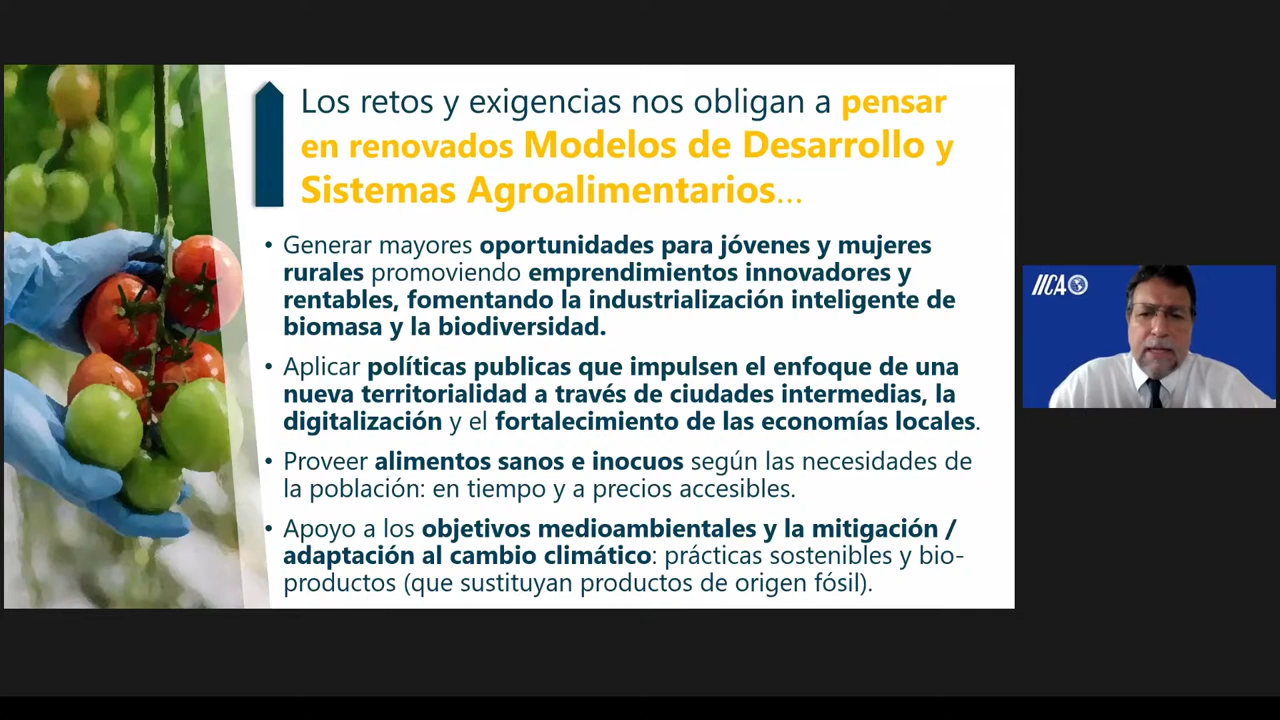 Los retos y exigencias nos obligan a pensar
en renovados Modelos de Desarrollo y
Sistemas Agroalimentarios...
• Generar mayores oportunidades para jóvenes y mujeres
rurales promoviendo emprendimientos innovadores y
rentables, fomentando la industrialización inteligente de
biomasa y la biodiversidad.
• Aplicar políticas publicas que impulsen el enfoque de una
nueva territorialidad a través de ciudades intermedias, la
digitalización y el fortalecimiento de las economías locales.
• Proveer alimentos sanos e inocuos según las necesidades de
la población: en tiempo y a precios accesibles.
• Apoyo a los objetivos medioambientales y la mitigación /
adaptación al cambio climático: prácticas sostenibles y bio-
productos (que sustituyan productos de origen fósil).
IICA